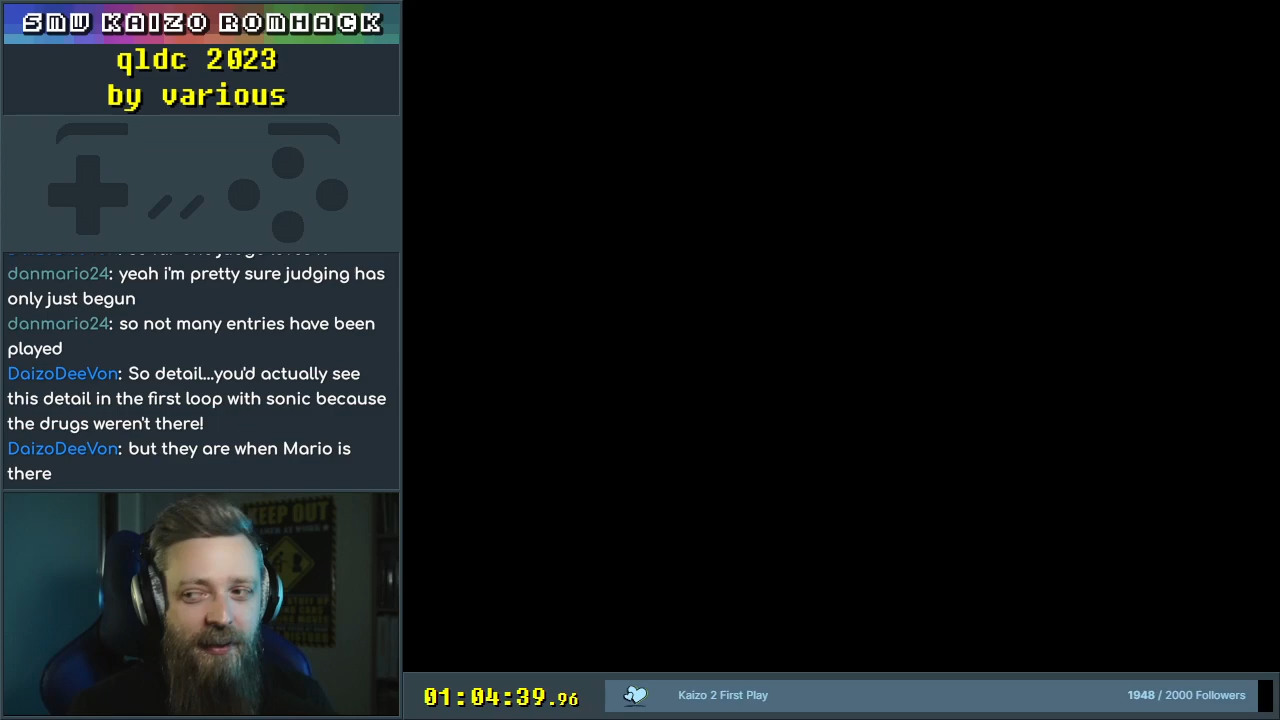 SMW KAIZO ROMHACK
qldc 2023
by various
danmario24: yeah i'm pretty sure judging has
only just begun
danmario24: so not many entries have been
played
DaizoDeeVon: So detail...you'd actually see
this detail in the first loop with sonic because
the drugs weren't there!
DaizoDeeVon: but they are when Mario is
there
KEEP OUT
01:04:39.96
Kaizo 2 First Play
1948 / 2000 Followers